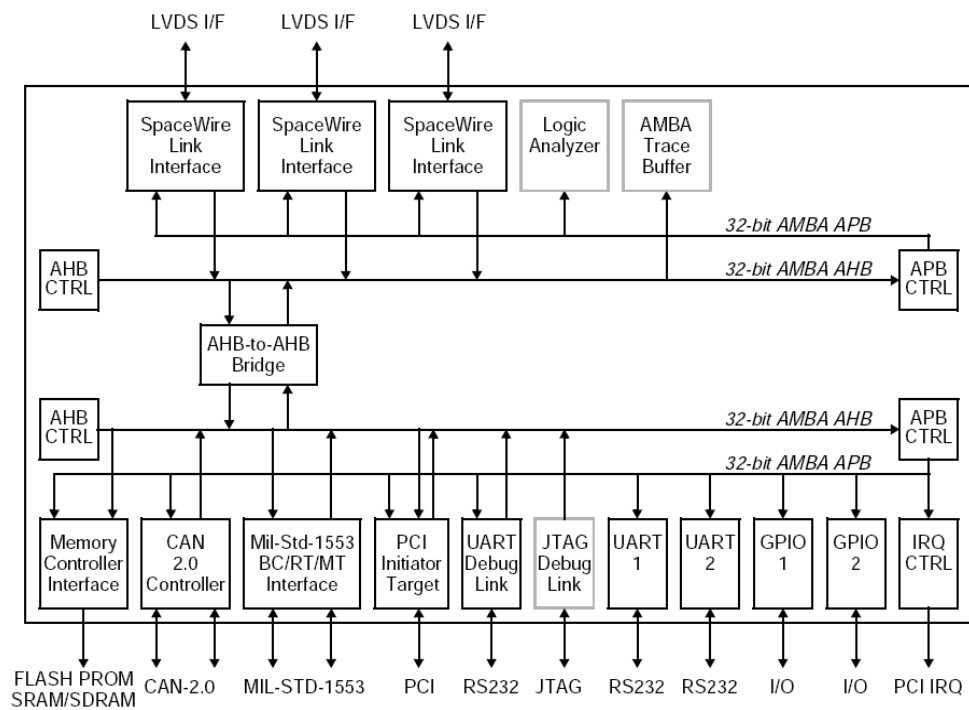 LVDS I/F
LVDS I/F
LVDS I/F
SpaceWire
Link
Interface
SpaceWire
Link
Interface
SpaceWire
Link
Interface
Logic
Analyzer
AMBA
Trace
Buffer
32-bit AMBA APB
AHB
CTRL
32-bit AMBA AHB
APB
CTRL
AHB-to-AHB
Bridge
AHB
CTRL
32-bit AMBA AHB
APB
CTRL
32-bit AMBA APB
Memory
Controller
Interface
CAN
2.0
Controller
Mil-Std-1553
BC/RT/MT
Interface
PCI
Initiator
Target
UART
Debug
Link
JTAG
Debug
Link
UART
1
UART
2
GPIO
1
GPIO
2
IRQ
CTRL
FLASH PROM
SRAM/SDRAM
CAN-2.0
MIL-STD-1553
PCI
RS232
JTAG
RS232
RS232
I/O
I/O
PCI IRQ